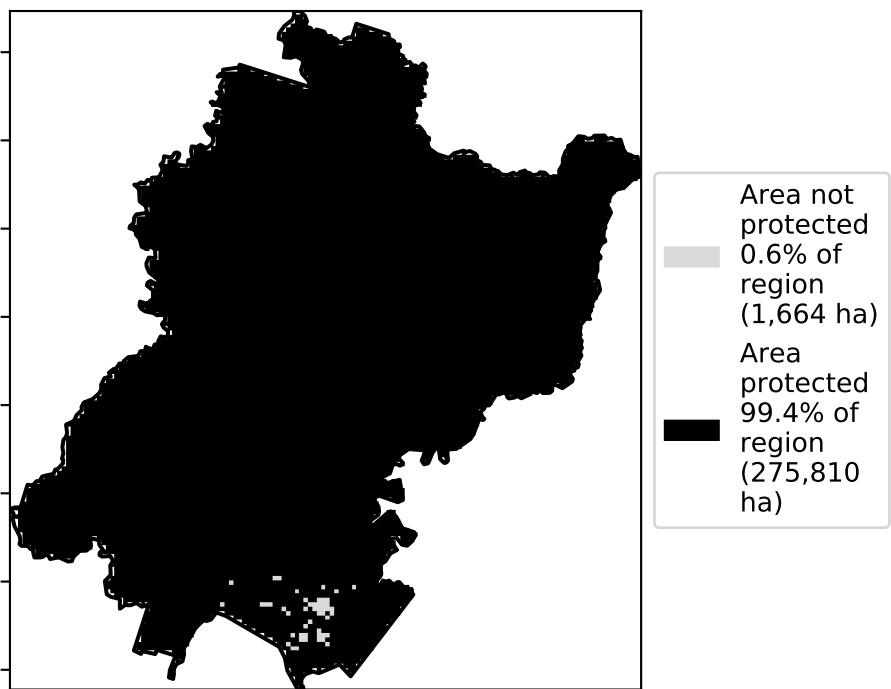 Area not
protected
0.6% of
region
(1,664 ha)
Area
protected
99.4% of
region
(275,810
ha)